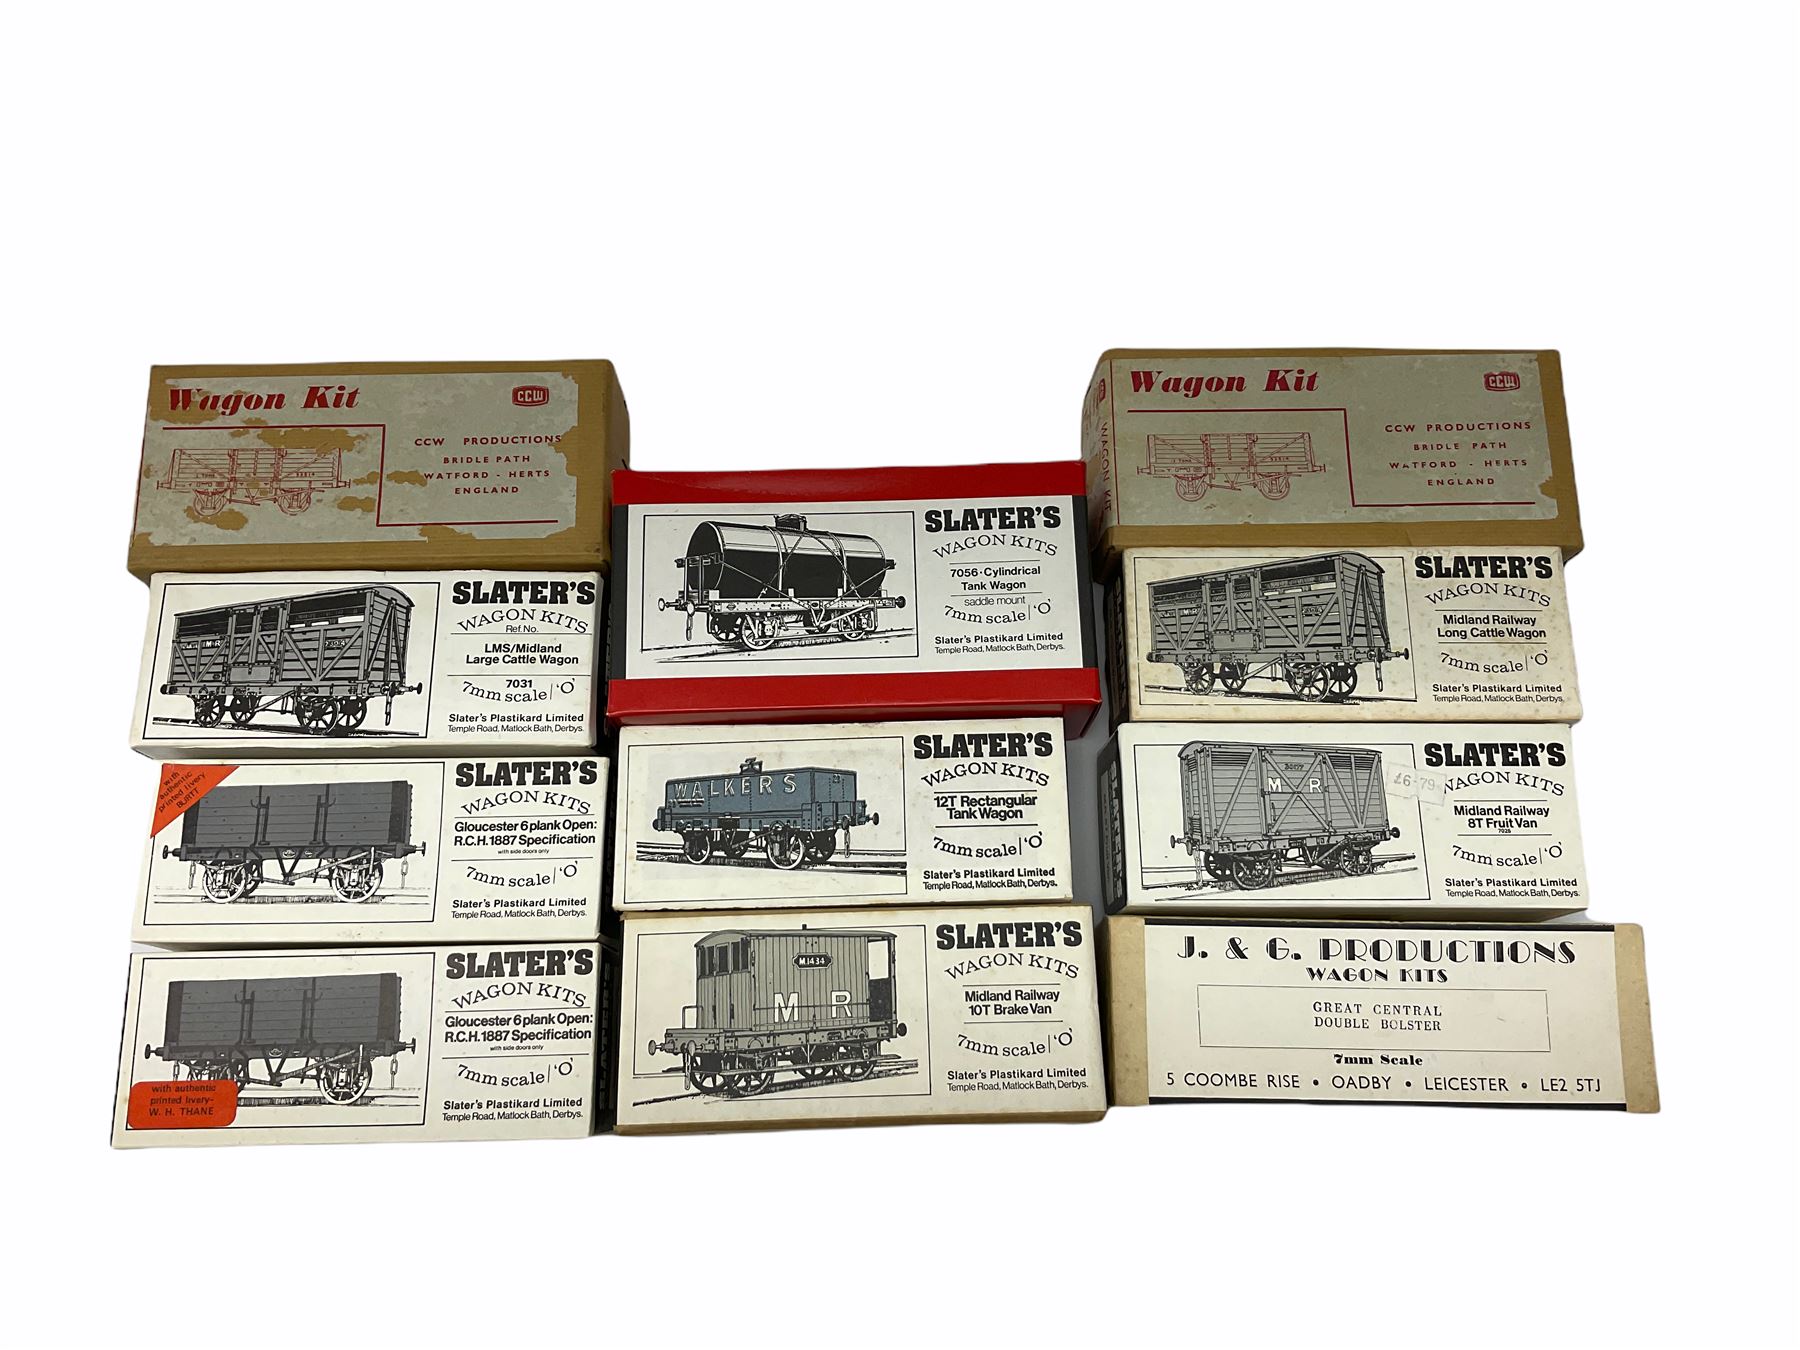 Wagon Kit
CCW
CCW PRODUCTIONS
BRIDLE PATH
WATFORD - HERTS
ENGLAND
Wagon Kit
CCW
CCW PRODUCTIONS
BRIDLE PATH
WATFORD - HERTS
ENGLAND
WAGON KIT
SLATER'S
WAGON KITS
7056·Cylindrical
Tank Wagon
saddle mount
7mm scale/'O'
Slater's Plastikard Limited
Temple Road, Matlock Bath, Derbys.
SLATER'S
WAGON KITS
Ref. No.
LMS/Midland
Large Cattle Wagon
7031
7mm scale/'O'
Slater's Plastikard Limited
Temple Road, Matlock Bath, Derbys.
M R
SLATER'S
WAGON KITS
Midland Railway
Long Cattle Wagon
7mm scale/'O'
Slater's Plastikard Limited
Temple Road, Matlock Bath, Derbys.
M R
with
authentic
printed livery
BURTT
SLATER'S
WAGON KITS
Gloucester 6 plank Open:
R.C.H. 1887 Specification
with side doors only
7mm scale/'O'
Slater's Plastikard Limited
Temple Road, Matlock Bath, Derbys.
WALKERS
SLATER'S
WAGON KITS
12T Rectangular
Tank Wagon
7mm scale/'O'
Slater's Plastikard Limited
Temple Road, Matlock Bath, Derbys.
M R
SLATER'S
WAGON KITS
£6-79
Midland Railway
8T Fruit Van
7028
7mm scale/'O'
Slater's Plastikard Limited
Temple Road, Matlock Bath, Derbys.
SLATER'S
WAGON KITS
Gloucester 6 plank Open:
R.C.H. 1887 Specification
with side doors only
7mm scale/'O'
Slater's Plastikard Limited
Temple Road, Matlock Bath, Derbys.
with authentic
printed livery-
W. H. THANE
M.1434
M R
SLATER'S
WAGON KITS
Midland Railway
10T Brake Van
7mm scale/'O'
Slater's Plastikard Limited
Temple Road, Matlock Bath, Derbys.
J. & G. PRODUCTIONS
WAGON KITS
GREAT CENTRAL
DOUBLE BOLSTER
7mm Scale
5 COOMBE RISE • OADBY • LEICESTER • LE2 5TJ